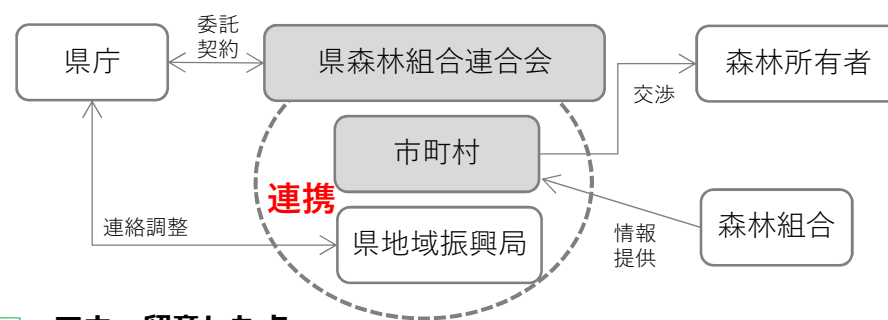 県庁
委託
契約
県森林組合連合会
森林所有者
交渉
市町村
連携
連絡調整
県地域振興局
情報
提供
森林組合